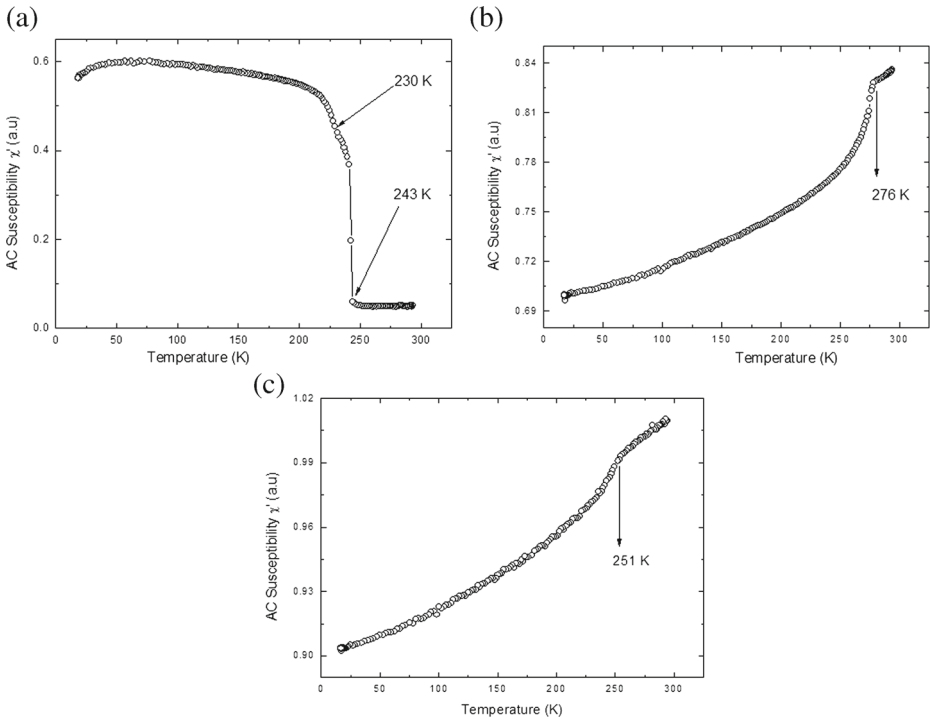 (a)
AC Susceptibility χ' (a.u)
0.6
0.4
0.2
0.0
230 K
243 K
0 50 100 150 200 250 300
Temperature (K)
(b)
AC Susceptibility χ' (a.u)
0.84
0.81
0.78
0.75
0.72
0.69
276 K
0 50 100 150 200 250 300
Temperature (K)
(c)
AC Susceptibility χ' (a.u)
1.02
0.99
0.96
0.93
0.90
251 K
0 50 100 150 200 250 300
Temperature (K)